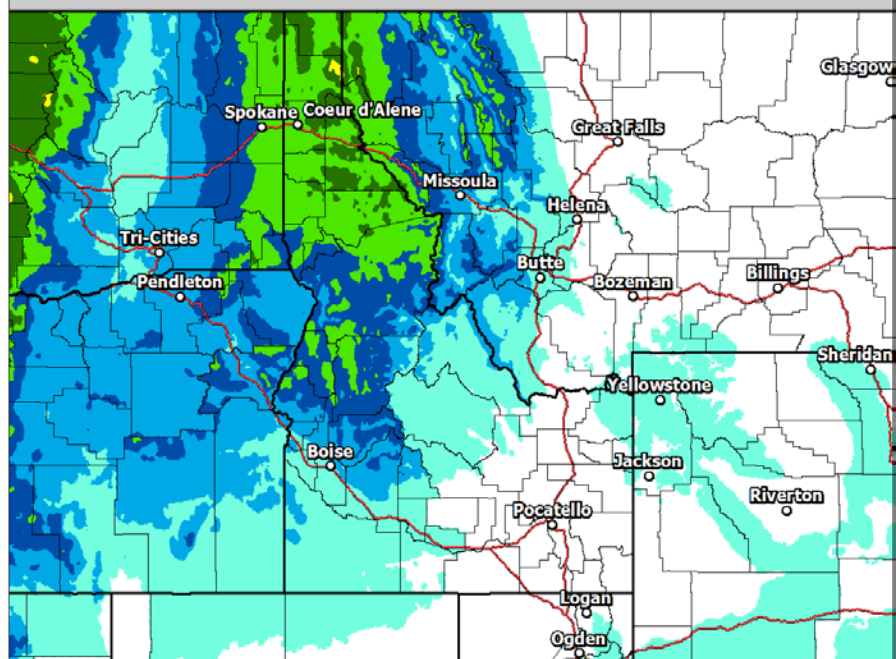 Glasgow
Spokane
Coeur d'Alene
Great Falls
Missoula
Helena
Tri-Cities
Butte
Pendleton
Bozeman
Billings
Sheridan
Yellowstone
Boise
Jackson
Riverton
Pocatello
Logan
Ogden